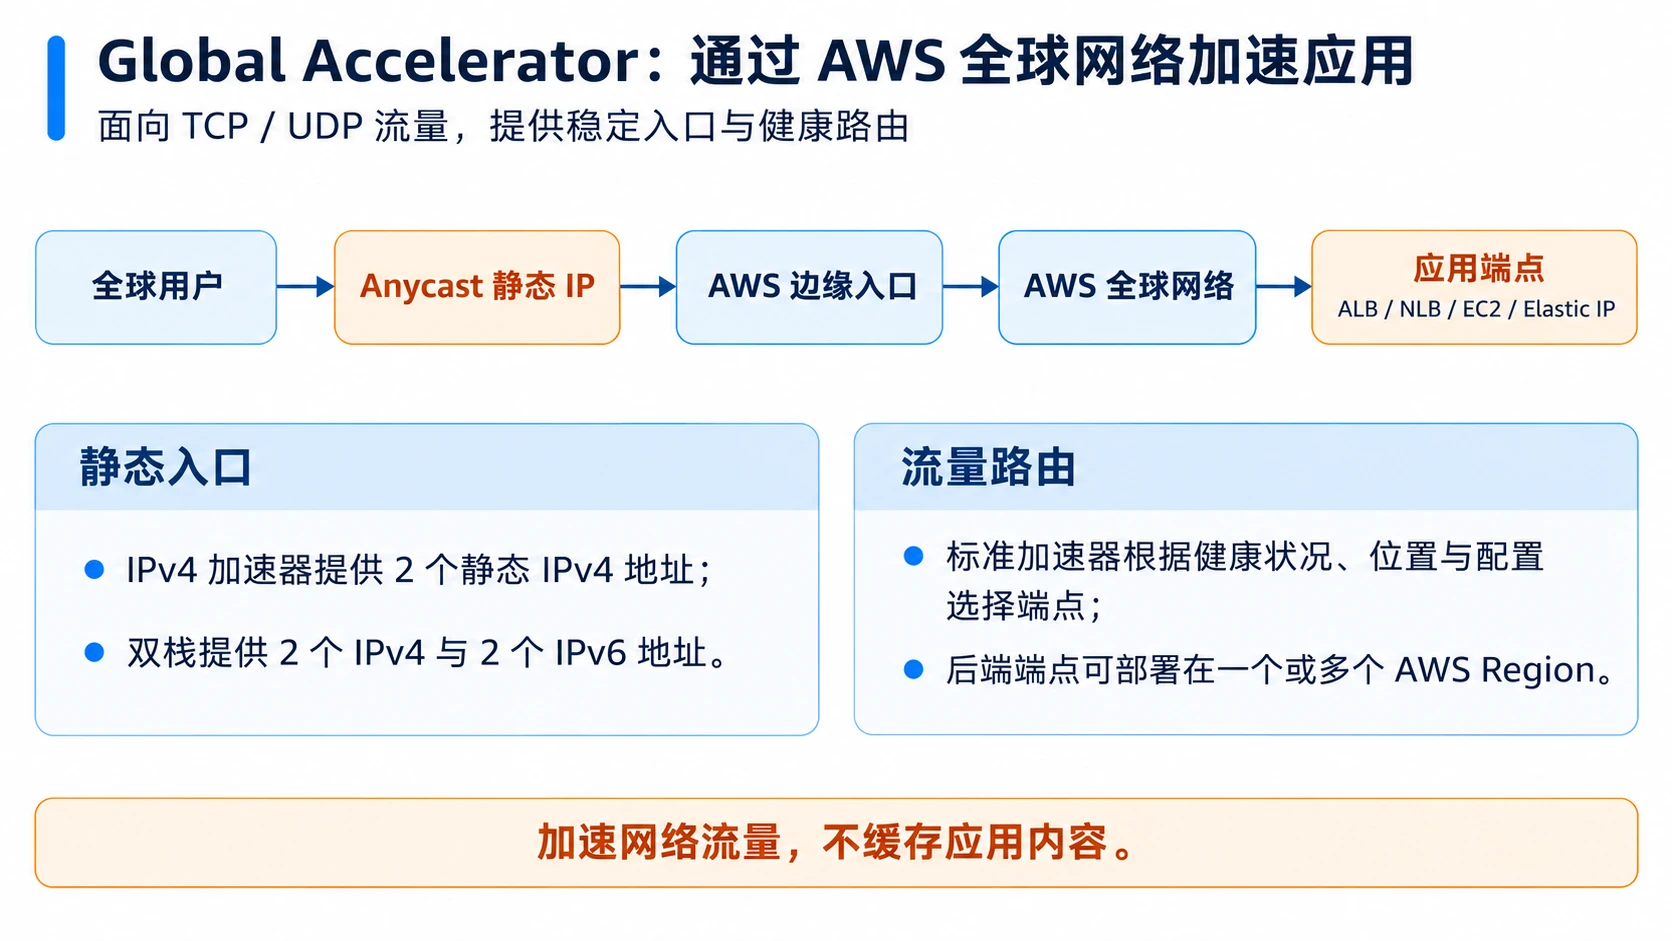 Global Accelerator：通过 AWS 全球网络加速应用
面向 TCP / UDP 流量，提供稳定入口与健康路由
全球用户
Anycast 静态 IP
AWS 边缘入口
AWS 全球网络
应用端点
ALB / NLB / EC2 / Elastic IP
静态入口
IPv4 加速器提供 2 个静态 IPv4 地址；
双栈提供 2 个 IPv4 与 2 个 IPv6 地址。
流量路由
标准加速器根据健康状况、位置与配置
选择端点；
后端端点可部署在一个或多个 AWS Region。
加速网络流量，不缓存应用内容。